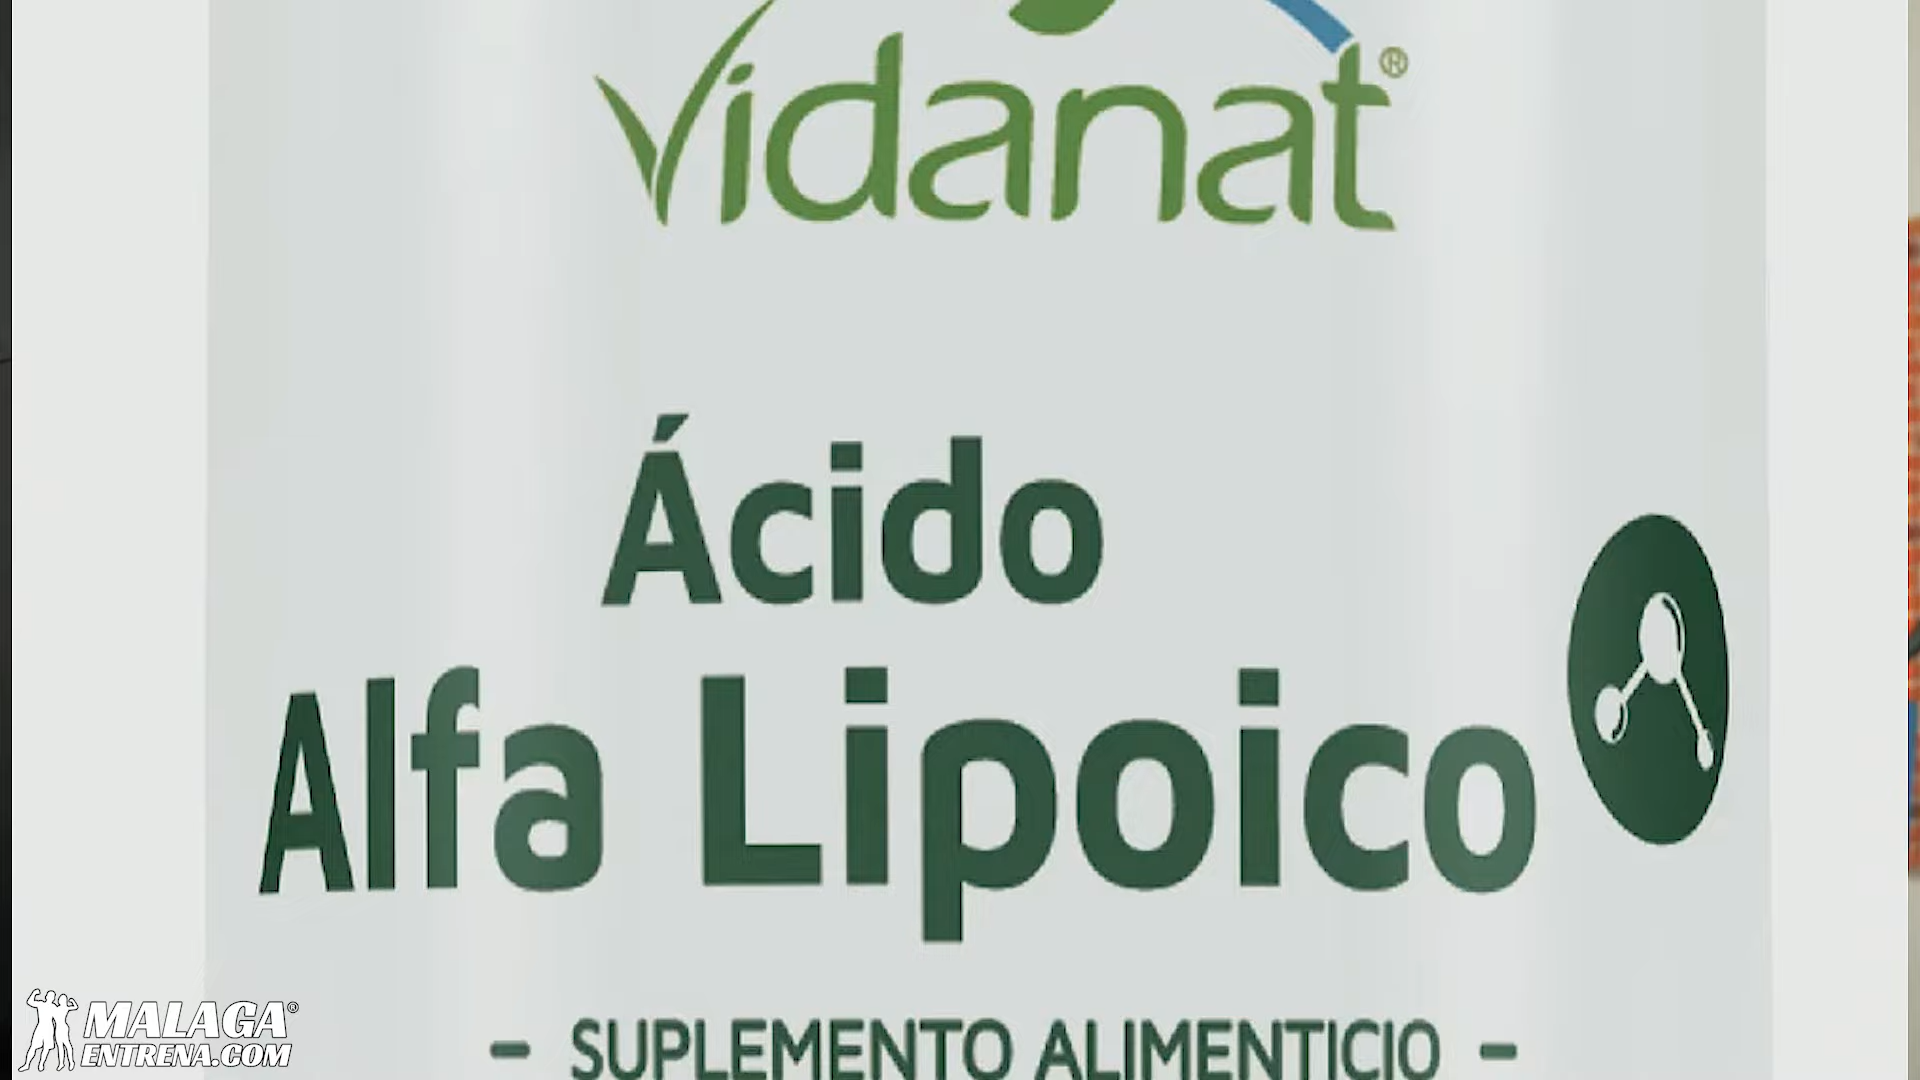 Vidanat®
Ácido
Alfa Lipoico
- SUPLEMENTO ALIMENTICIO -
MALAGA®
ENTRENA.COM